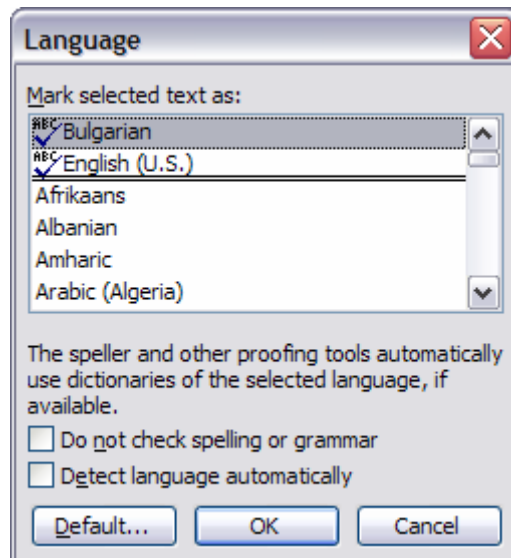 Language
Mark selected text as:
ABC Bulgarian
ABC English (U.S.)
Afrikaans
Albanian
Amharic
Arabic (Algeria)
The speller and other proofing tools automatically
use dictionaries of the selected language, if
available.
Do not check spelling or grammar
Detect language automatically
Default... OK Cancel